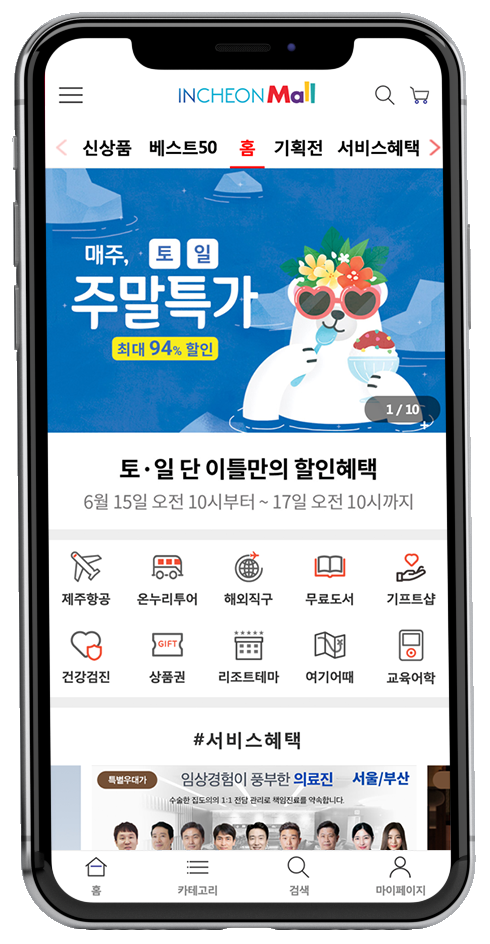 INCHEON Mall
신상품 베스트50 홈 기획전 서비스혜택
매주, 토 일
주말특가
최대 94% 할인
1 / 10
토·일 단 이틀만의 할인혜택
6월 15일 오전 10시부터 ~ 17일 오전 10시까지
제주항공 온누리투어 해외직구 무료도서 기프트샵
GIFT
건강검진 상품권 리조트테마 여기어때 교육어학
#서비스혜택
특별우대가 임상경험이 풍부한 의료진 서울/부산
수술한 집도의의 1:1 전담 관리로 책임진료를 약속합니다.
홈 카테고리 검색 마이페이지